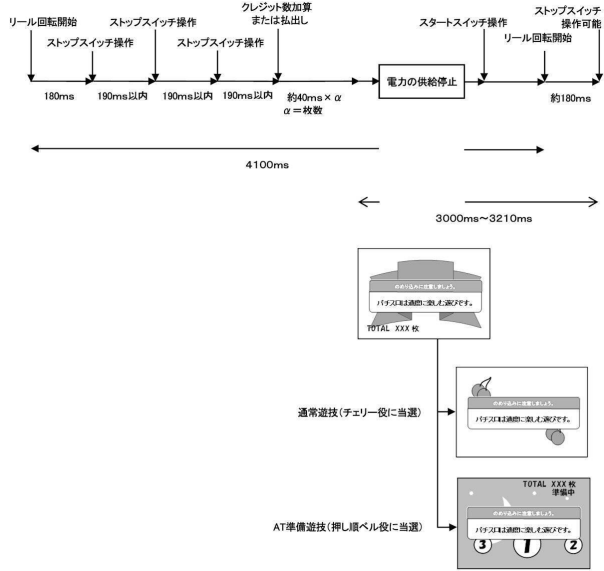 クレジット数加算
または払出し
ストップスイッチ
操作可能
リール回転開始
ストップスイッチ操作
ストップスイッチ操作
ストップスイッチ操作
スタートスイッチ操作
リール回転開始
電力の供給停止
180ms
190ms以内
190ms以内
190ms以内
約40ms×α
α＝枚数
約180ms
4100ms
3000ms～3210ms
のめり込みに注意しましょう。
パチスロは適度に楽しむ遊びです。
TOTAL XXX 枚
通常遊技(チェリー役に当選)
のめり込みに注意しましょう。
パチスロは適度に楽しむ遊びです。
TOTAL XXX 枚
準備中
のめり込みに注意しましょう。
パチスロは適度に楽しむ遊びです。
AT準備遊技(押し順ベル役に当選)
3
1
2